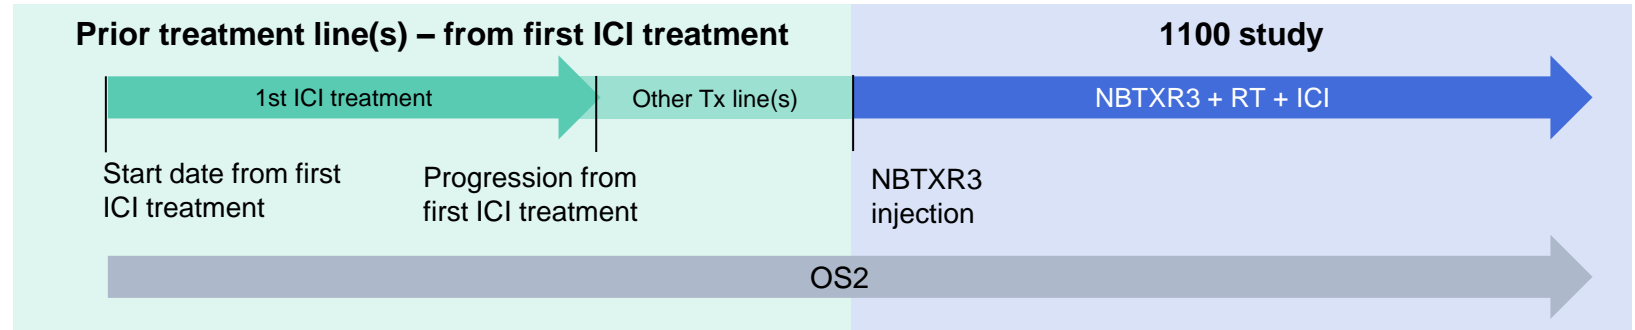 Prior treatment line(s) – from first ICI treatment
1100 study
1st ICI treatment
Other Tx line(s)
NBTXR3 + RT + ICI
Start date from first
ICI treatment
Progression from
first ICI treatment
NBTXR3
injection
OS2